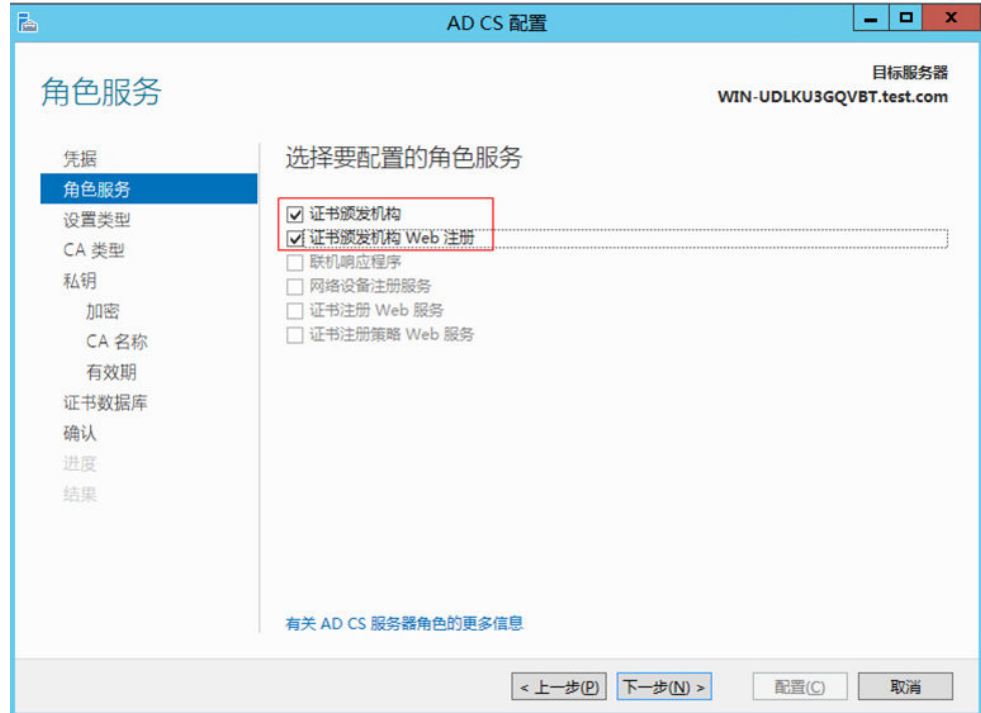 AD CS 配置
角色服务
目标服务器
WIN-UDLKU3GQVBT.test.com
凭据
角色服务
设置类型
CA 类型
私钥
加密
CA 名称
有效期
证书数据库
确认
进度
结果
选择要配置的角色服务
证书颁发机构
证书颁发机构 Web 注册
联机响应程序
网络设备注册服务
证书注册 Web 服务
证书注册策略 Web 服务
有关 AD CS 服务器角色的更多信息
< 上一步(P)
下一步(N) >
配置(C)
取消